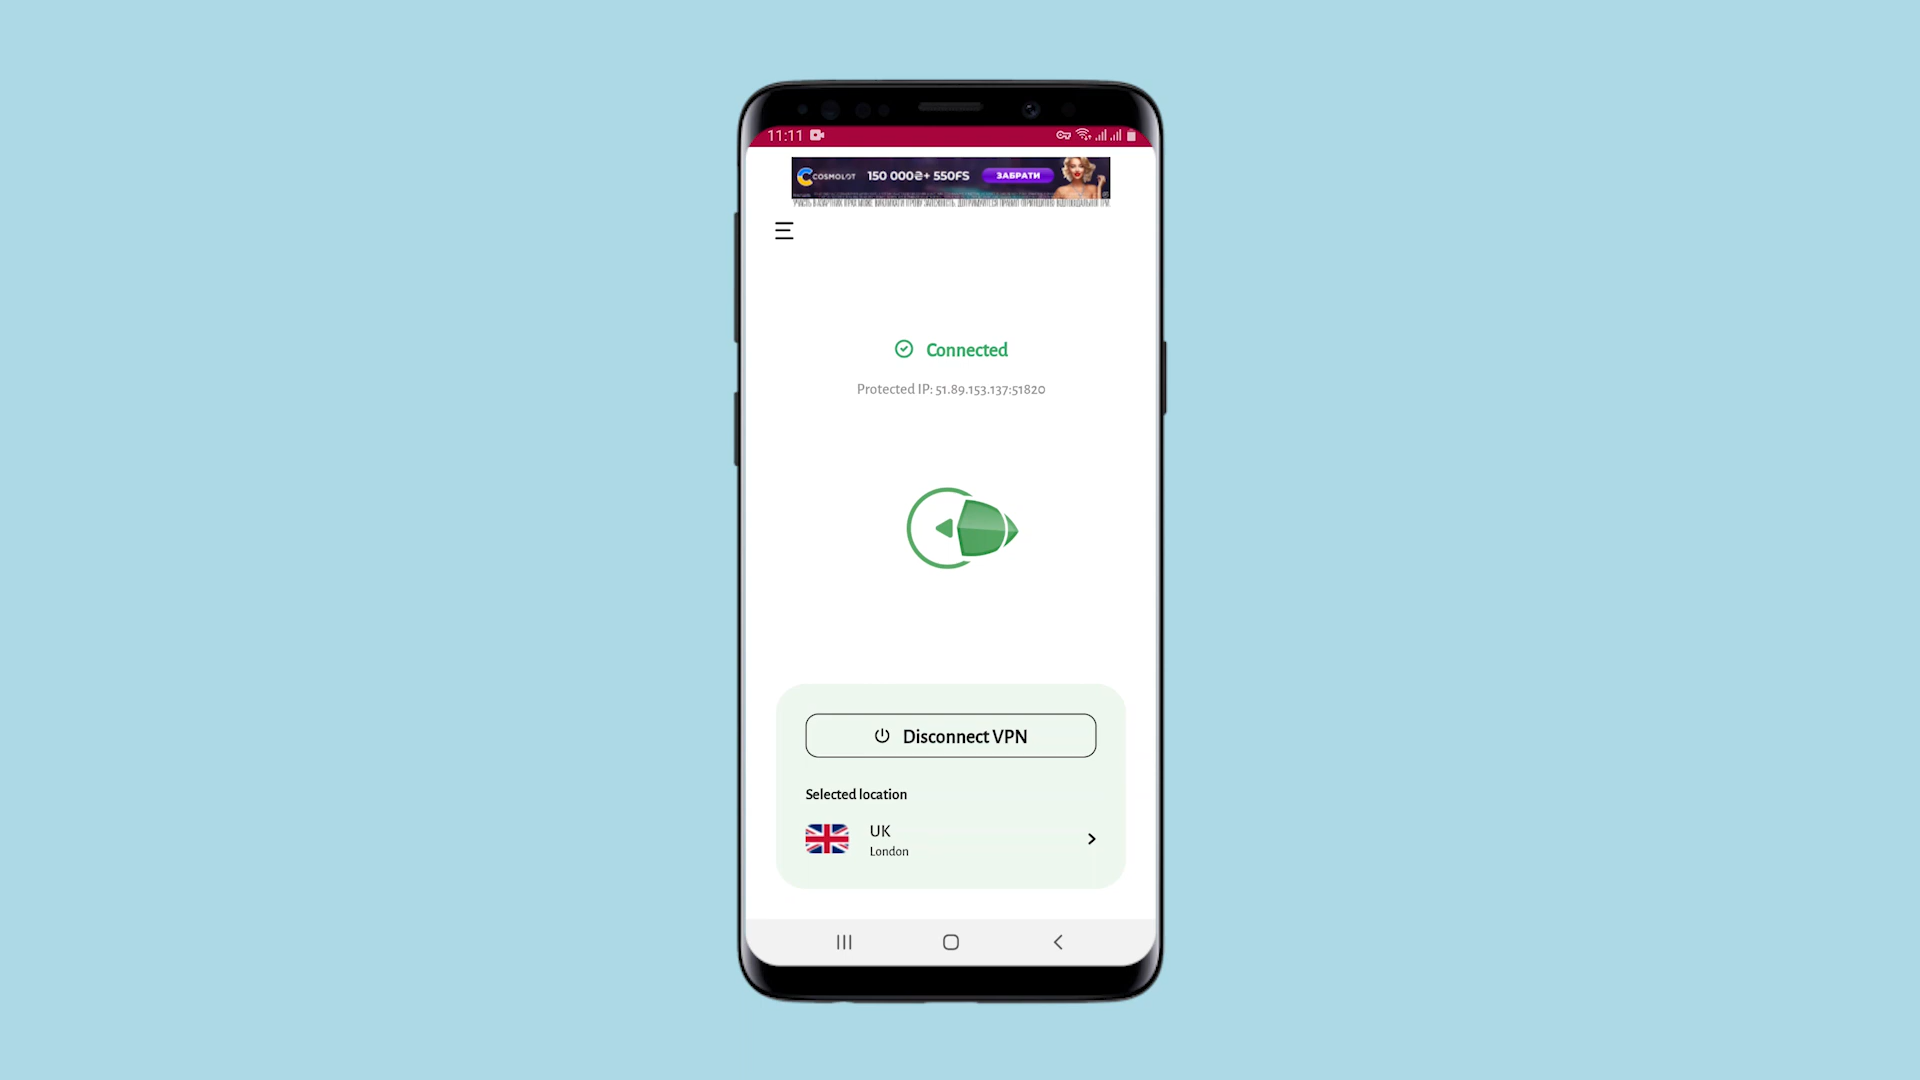 11:11
COSMOLOT 150 000₴+ 550FS ЗАБРАТИ
Connected
Protected IP: 51.89.153.137:51820
Disconnect VPN
Selected location
UK
London